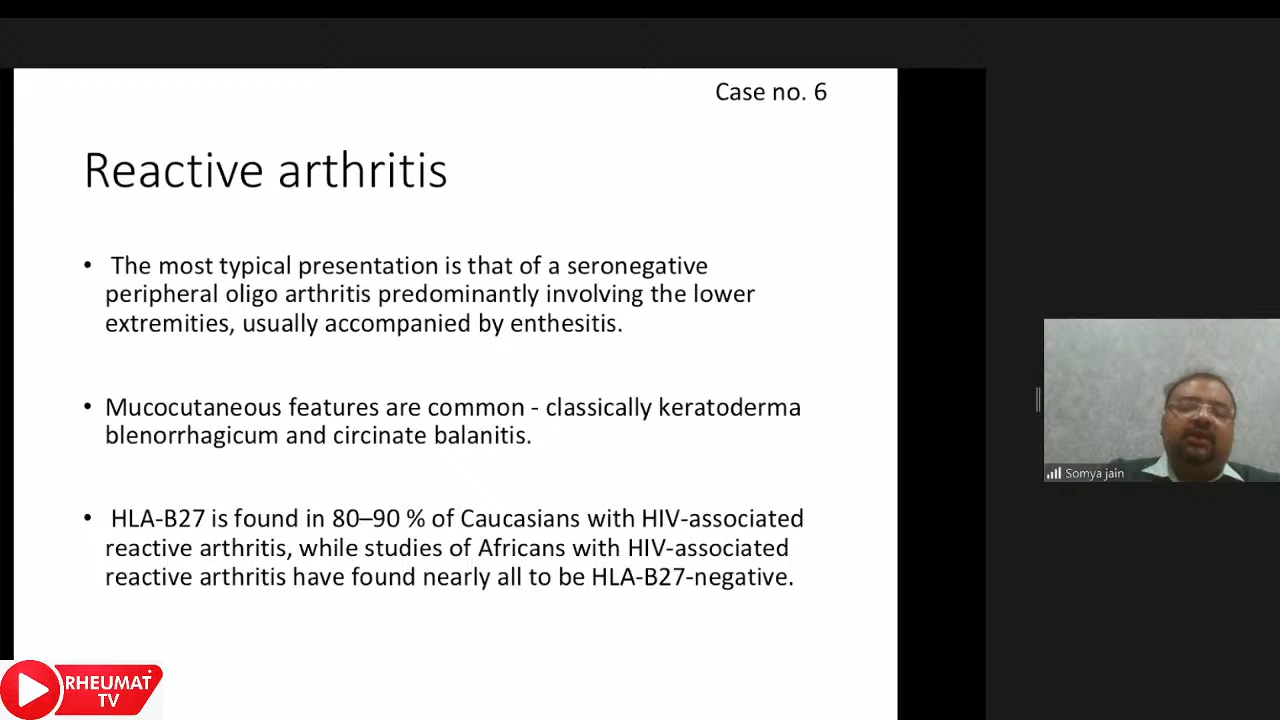 Case no. 6
Reactive arthritis
• The most typical presentation is that of a seronegative
peripheral oligo arthritis predominantly involving the lower
extremities, usually accompanied by enthesitis.
• Mucocutaneous features are common - classically keratoderma
blenorrhagicum and circinate balanitis.
• HLA-B27 is found in 80–90 % of Caucasians with HIV-associated
reactive arthritis, while studies of Africans with HIV-associated
reactive arthritis have found nearly all to be HLA-B27-negative.
Somya jain
RHEUMAT
TV